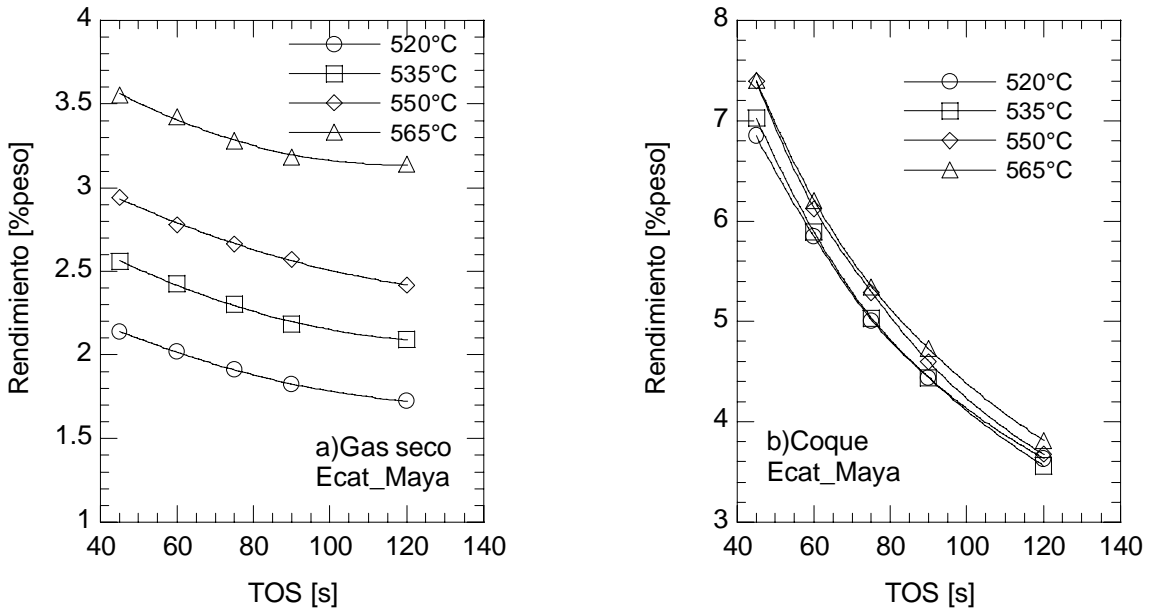 4
3.5
3
2.5
2
1.5
1
40
60
80
100
120
140
Rendimiento [%peso]
TOS [s]
520°C
535°C
550°C
565°C
a)Gas seco
Ecat_Maya
8
7
6
5
4
3
40
60
80
100
120
140
Rendimiento [%peso]
TOS [s]
520°C
535°C
550°C
565°C
b)Coque
Ecat_Maya